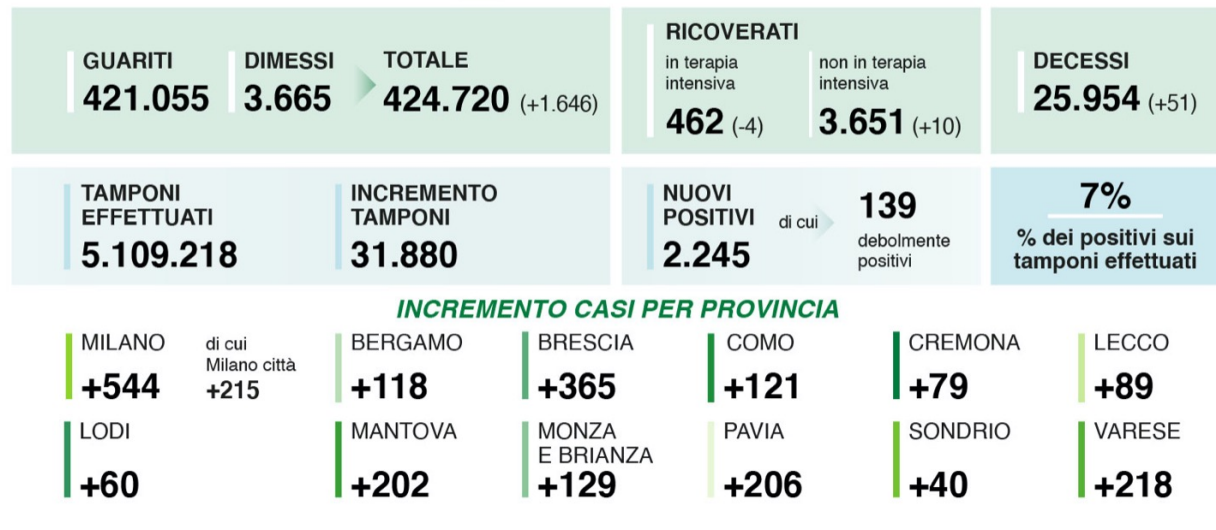 GUARITI
421.055
DIMESSI
3.665
TOTALE
424.720 (+1.646)
RICOVERATI
in terapia
intensiva
462 (-4)
non in terapia
intensiva
3.651 (+10)
DECESSI
25.954 (+51)
TAMPONI
EFFETTUATI
5.109.218
INCREMENTO
TAMPONI
31.880
NUOVI
POSITIVI
2.245
di cui
139
debolmente
positivi
7%
% dei positivi sui
tamponi effettuati
INCREMENTO CASI PER PROVINCIA
MILANO
+544
di cui
Milano città
+215
BERGAMO
+118
BRESCIA
+365
COMO
+121
CREMONA
+79
LECCO
+89
LODI
+60
MANTOVA
+202
MONZA
E BRIANZA
+129
PAVIA
+206
SONDRIO
+40
VARESE
+218